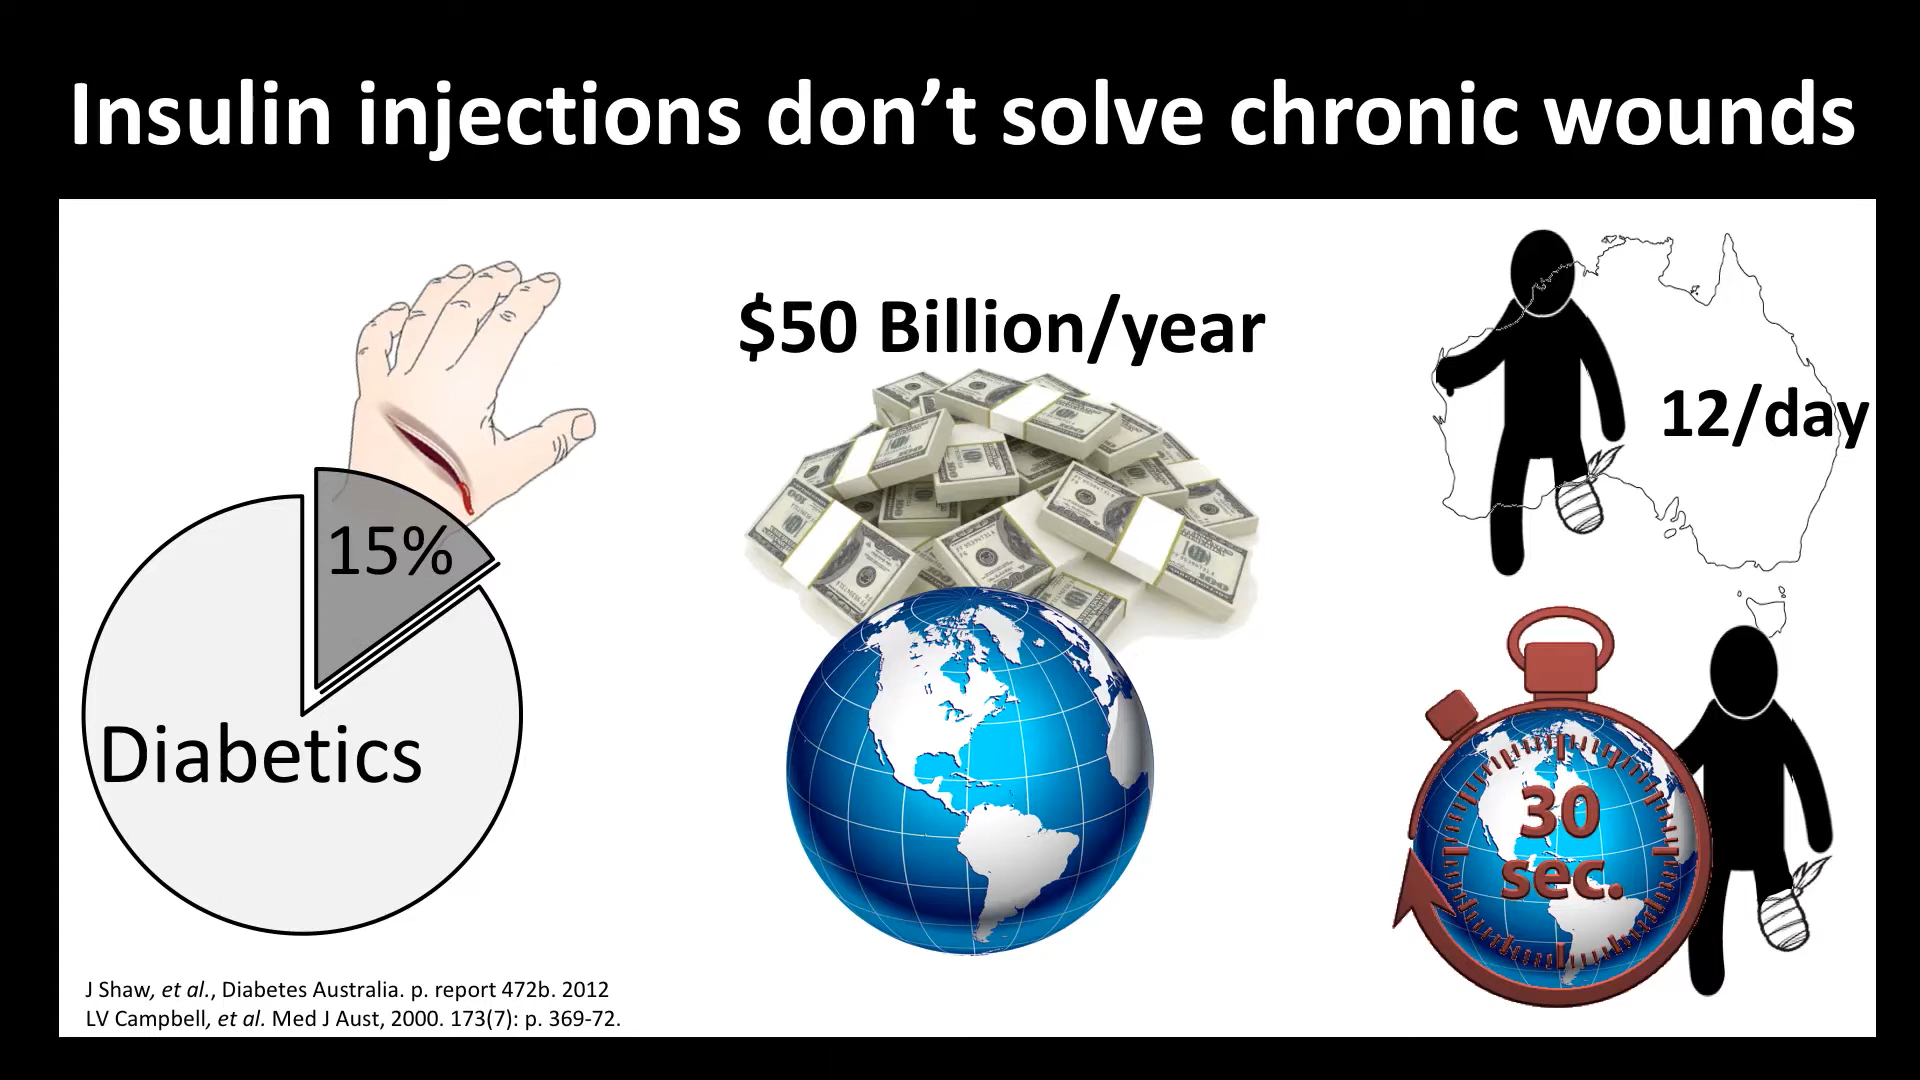 Insulin injections don’t solve chronic wounds
$50 Billion/year
12/day
15%
Diabetics
30
sec.
J Shaw, et al., Diabetes Australia. p. report 472b. 2012
LV Campbell, et al. Med J Aust, 2000. 173(7): p. 369-72.